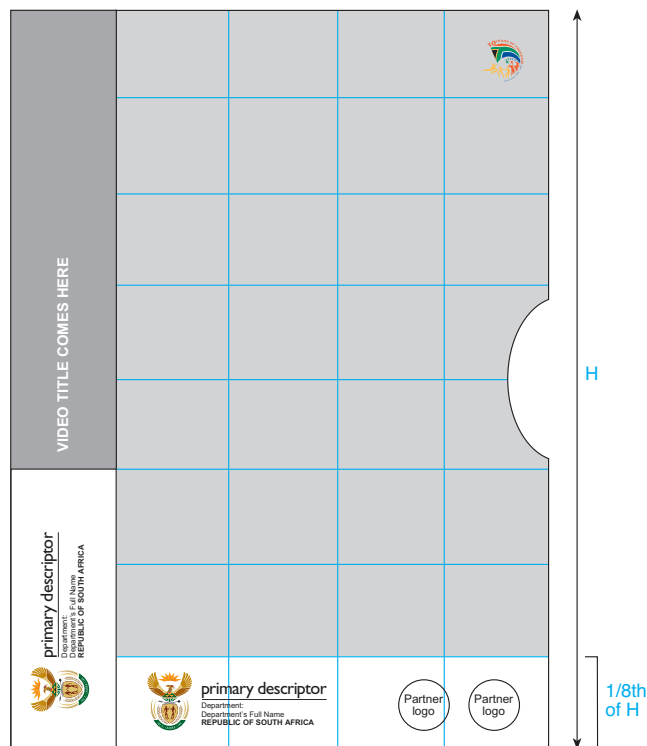 VIDEO TITLE COMES HERE
primary descriptor
Department:
Department's Full Name
REPUBLIC OF SOUTH AFRICA
primary descriptor
Department:
Department's Full Name
REPUBLIC OF SOUTH AFRICA
Partner
logo
Partner
logo
H
1/8th
of H